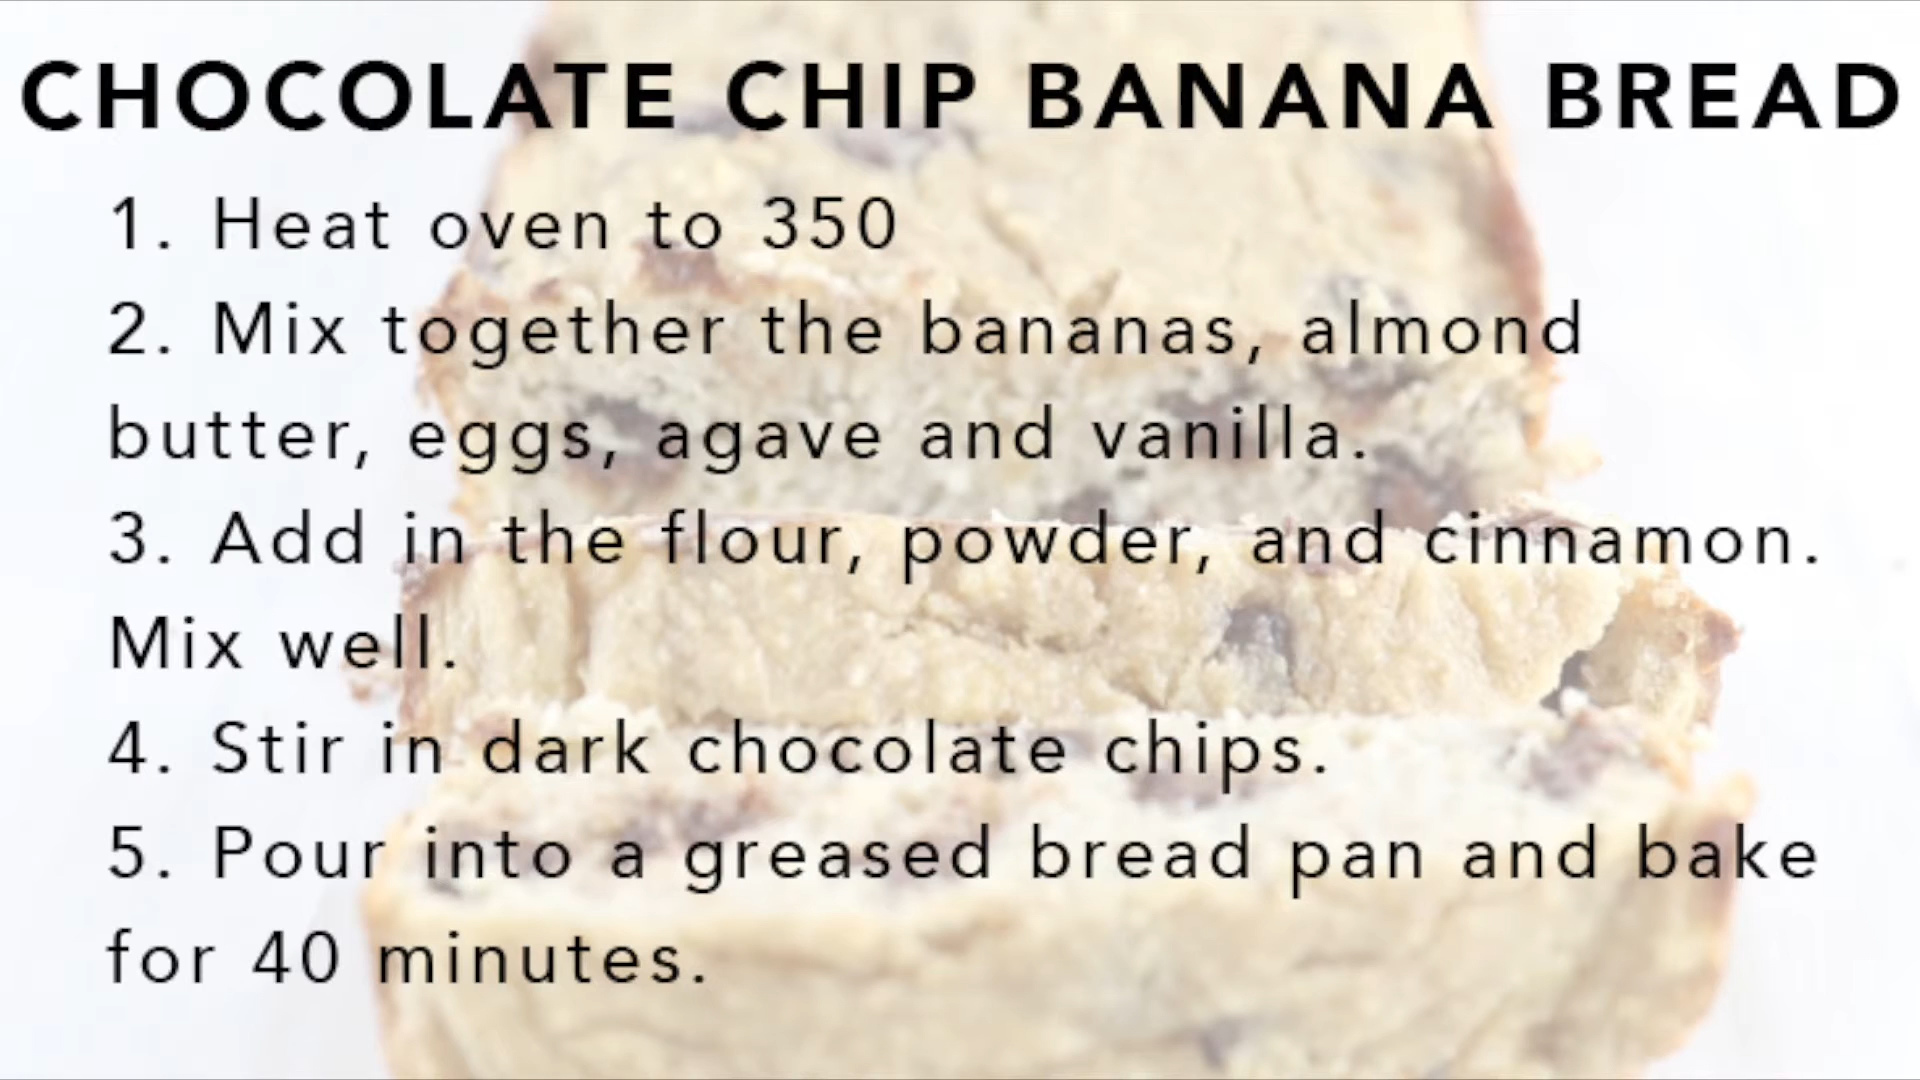 CHOCOLATE CHIP BANANA BREAD
1. Heat oven to 350
2. Mix together the bananas, almond
butter, eggs, agave and vanilla.
3. Add in the flour, powder, and cinnamon.
Mix well.
4. Stir in dark chocolate chips.
5. Pour into a greased bread pan and bake
for 40 minutes.